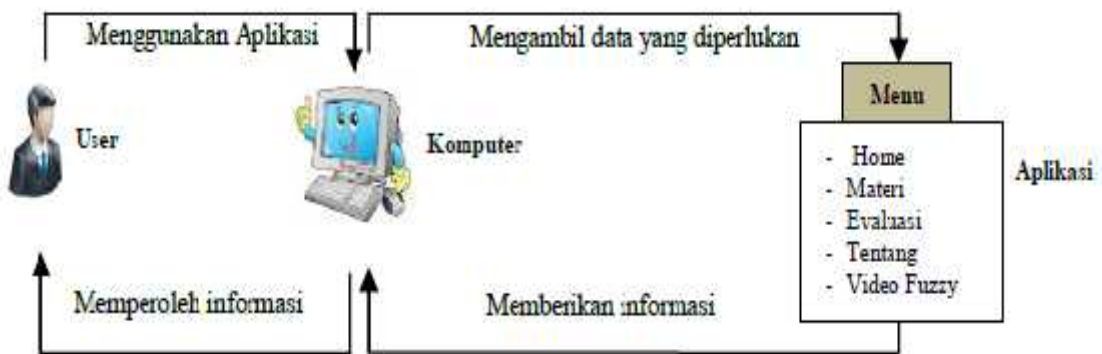 Menggunakan Aplikasi
Mengambil data yang diperlukan
User
Komputer
Menu
- Home
- Materi
- Evaluasi
- Tentang
- Video Fuzzy
Aplikasi
Memperoleh informasi
Memberikan informasi